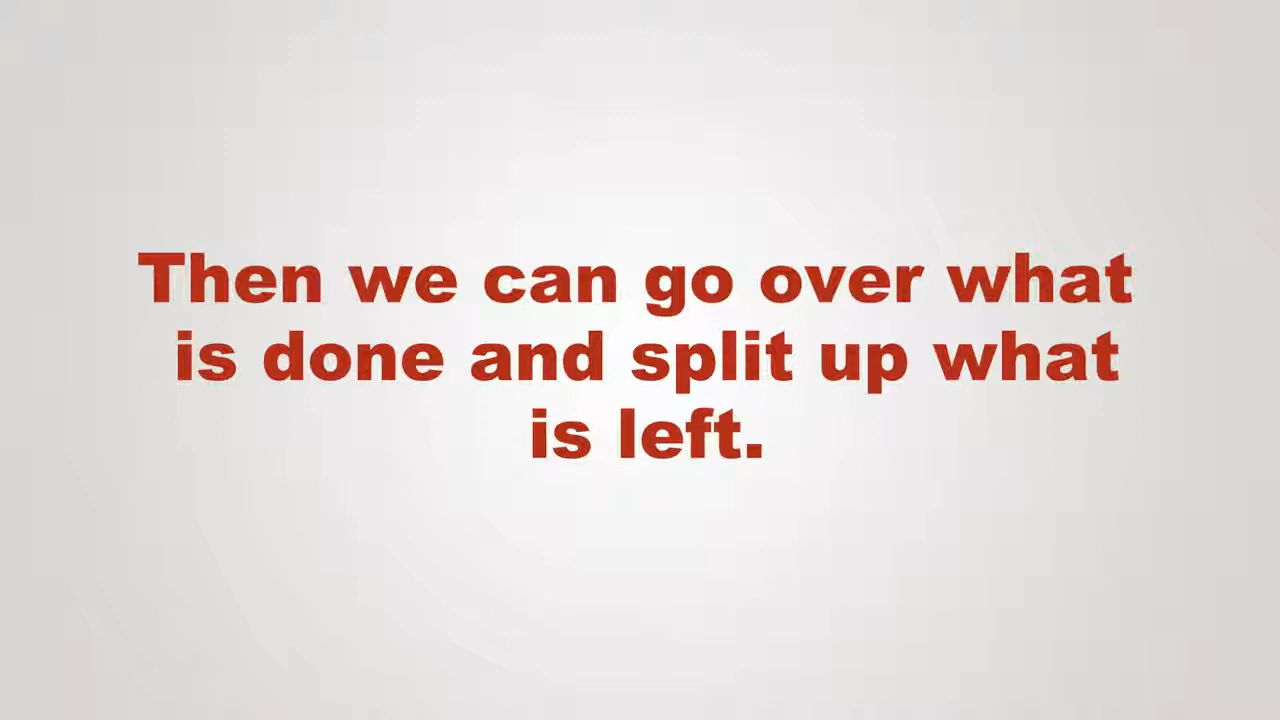 Then we can go over what
is done and split up what
is left.